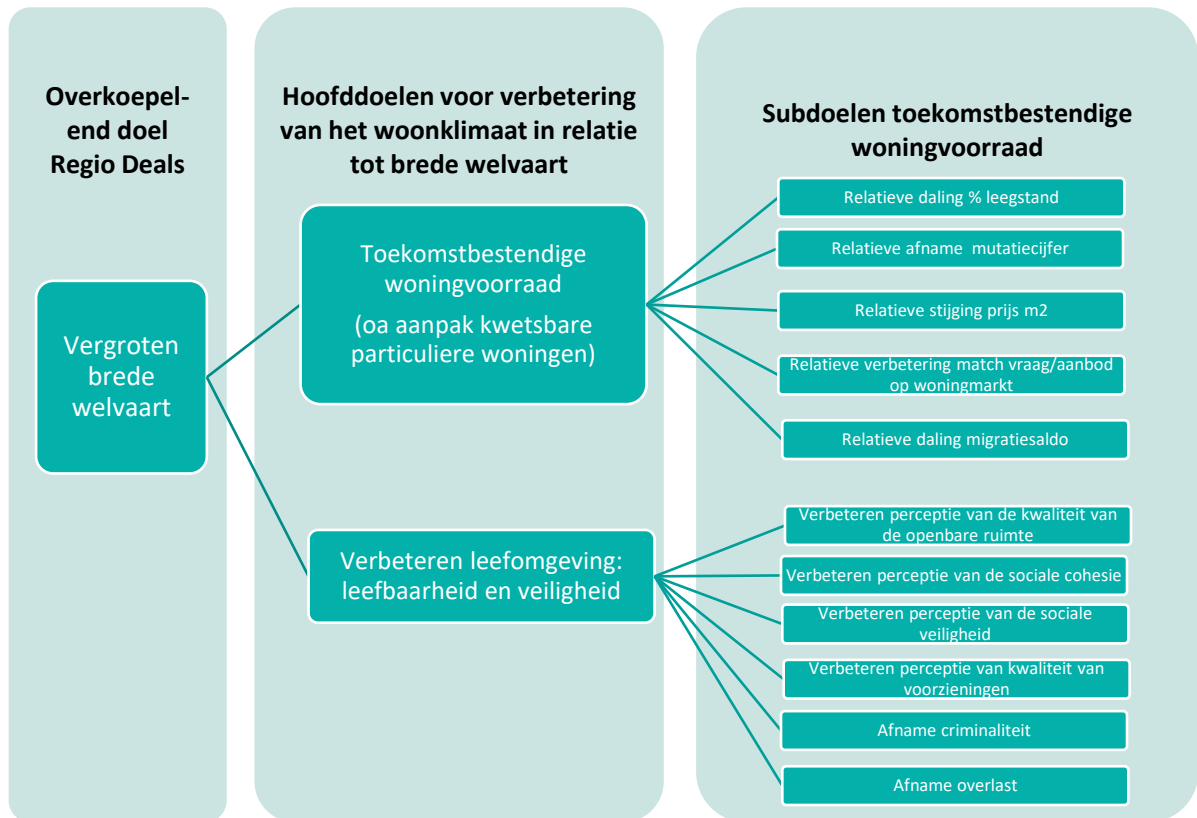 Overkoepel-
end doel
Regio Deals
Vergroten
brede
welvaart
Hoofddoelen voor verbetering
van het woonklimaat in relatie
tot brede welvaart
Toekomstbestendige
woningvoorraad
(oa aanpak kwetsbare
particuliere woningen)
Verbeteren leefomgeving:
leefbaarheid en veiligheid
Subdoelen toekomstbestendige
woningvoorraad
Relatieve daling % leegstand
Relatieve afname mutatiecijfer
Relatieve stijging prijs m2
Relatieve verbetering match vraag/aanbod
op woningmarkt
Relatieve daling migratiesaldo
Verbeteren perceptie van de kwaliteit van
de openbare ruimte
Verbeteren perceptie van de sociale cohesie
Verbeteren perceptie van de sociale
veiligheid
Verbeteren perceptie van kwaliteit van
voorzieningen
Afname criminaliteit
Afname overlast